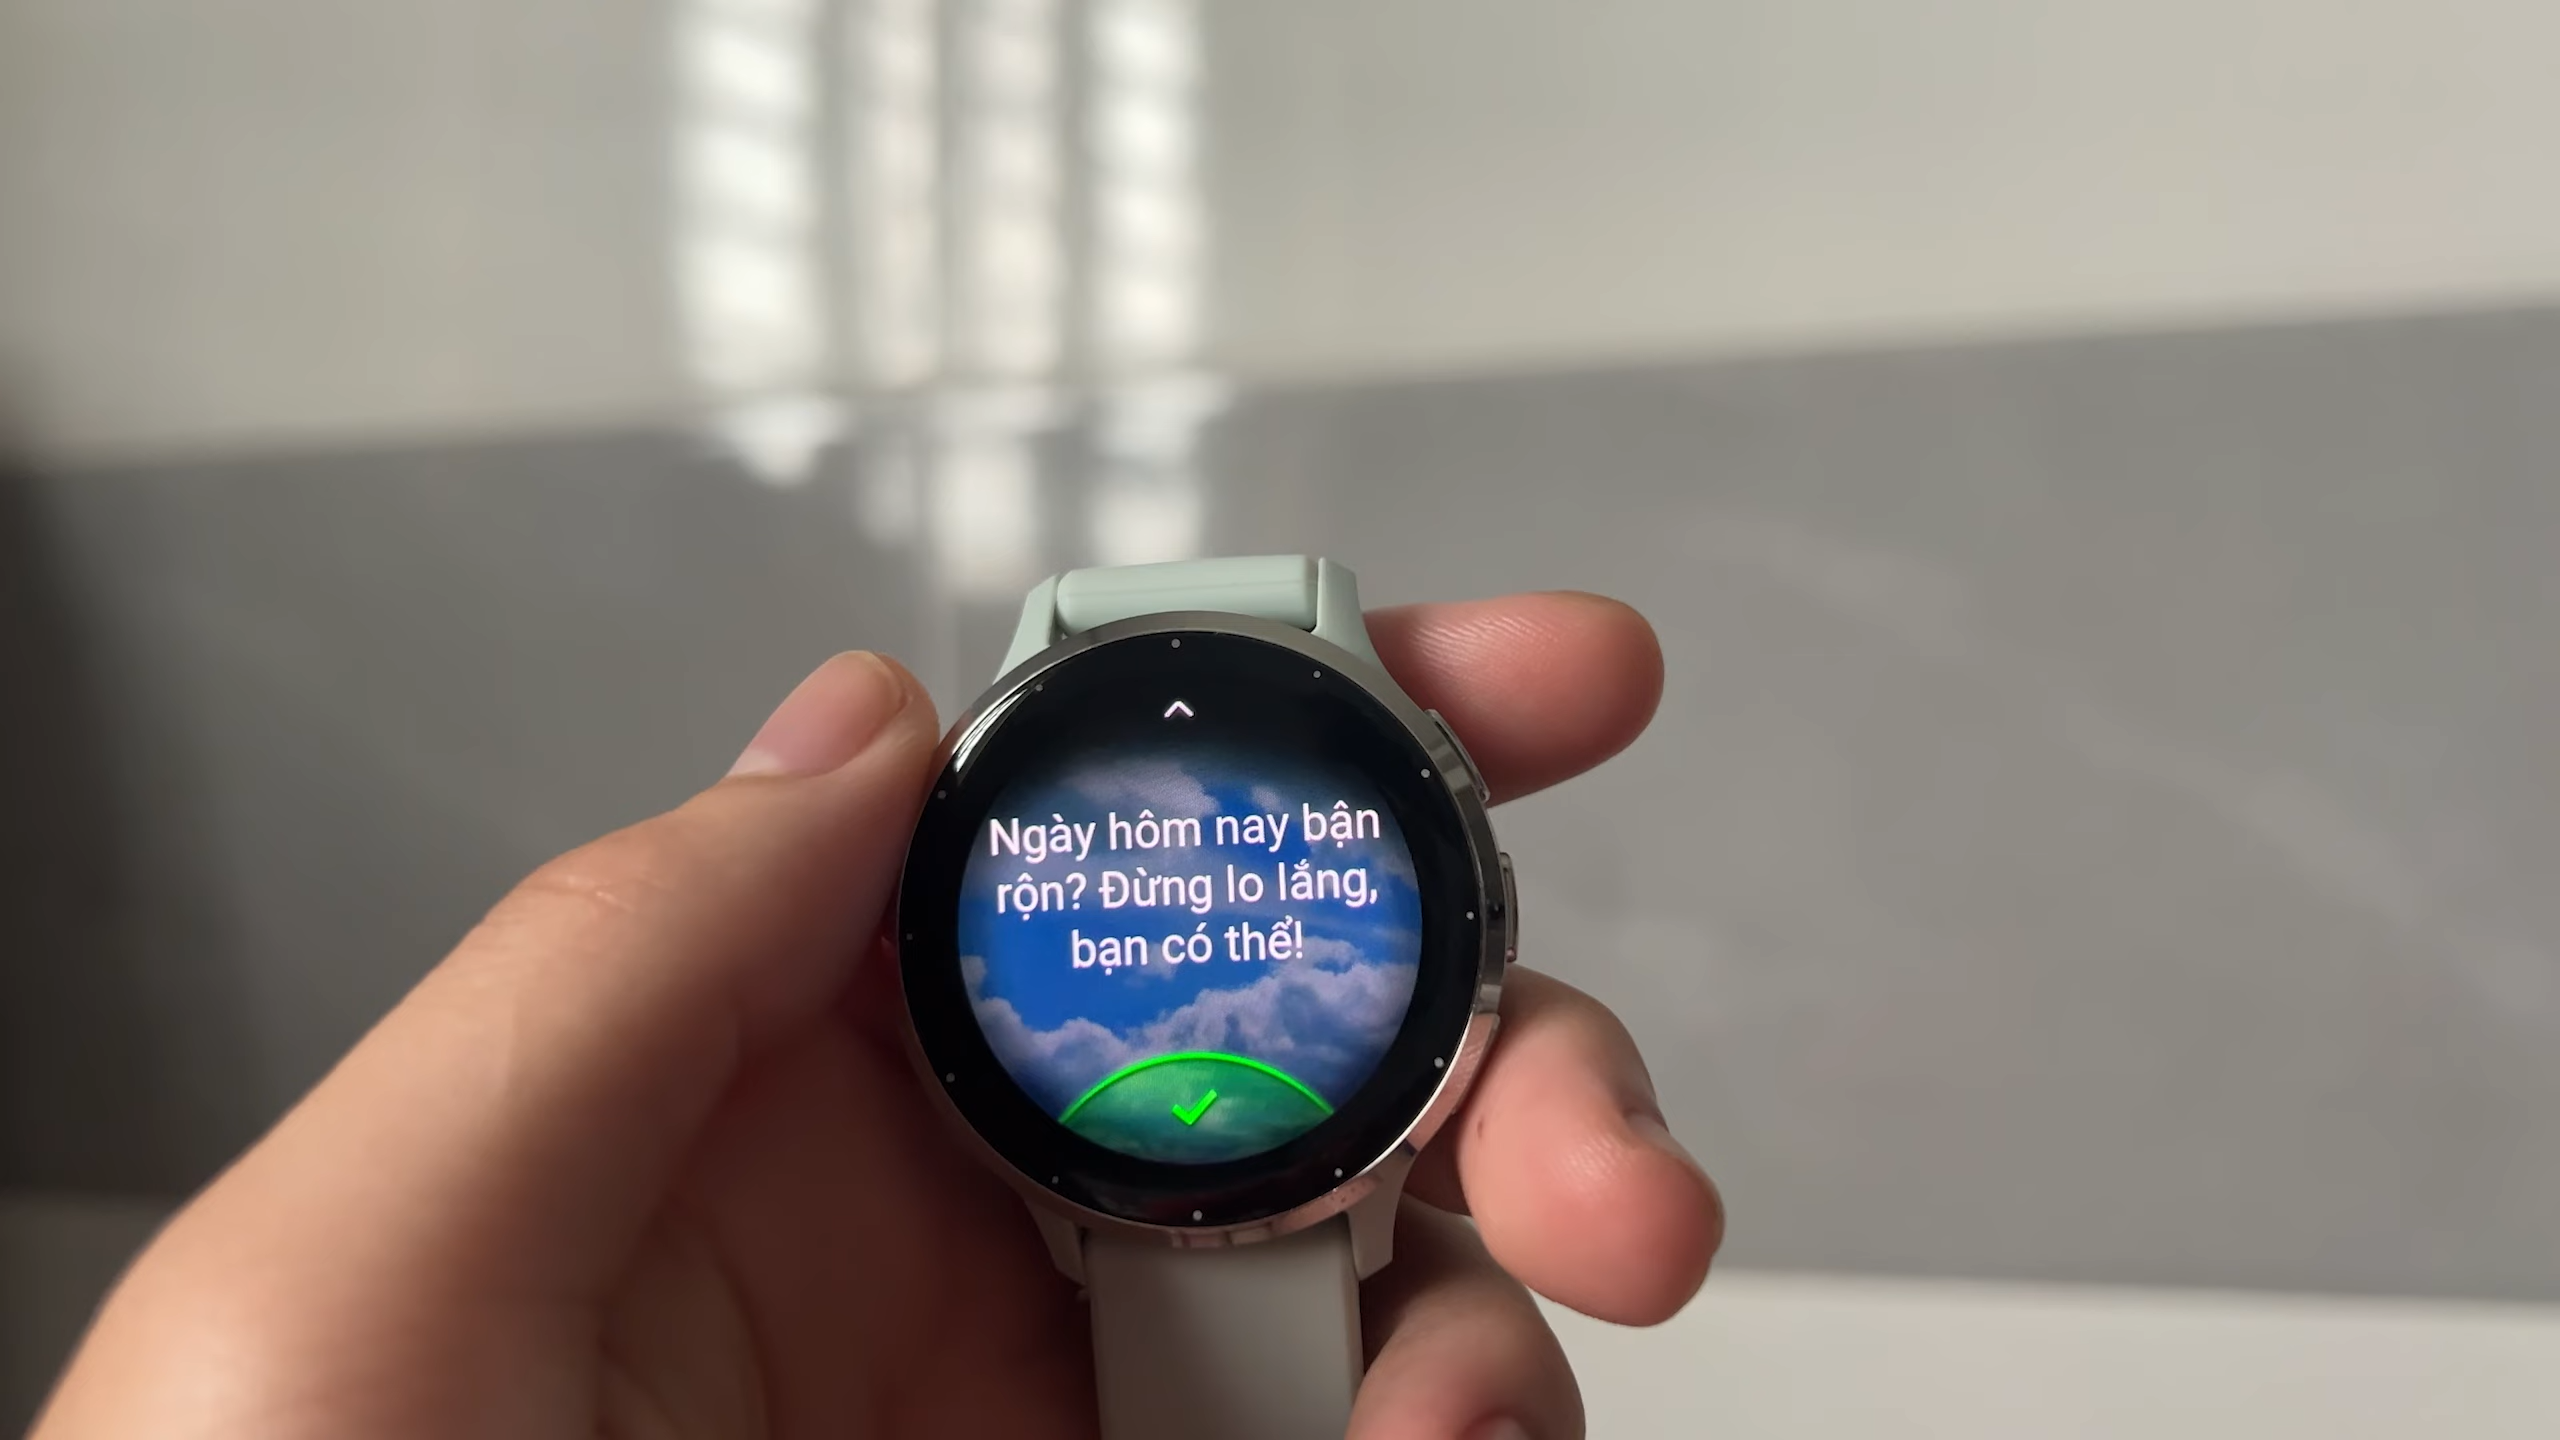 Ngày hôm nay bận
rộn? Đừng lo lắng,
bạn có thể!